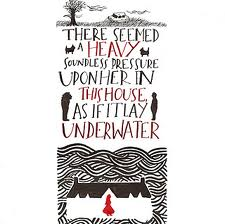 THERE SEEMED
A HEAVY
SOUNDLESS PRESSURE
UPON HER IN
THIS HOUSE,
AS IF IT LAY
UNDERWATER